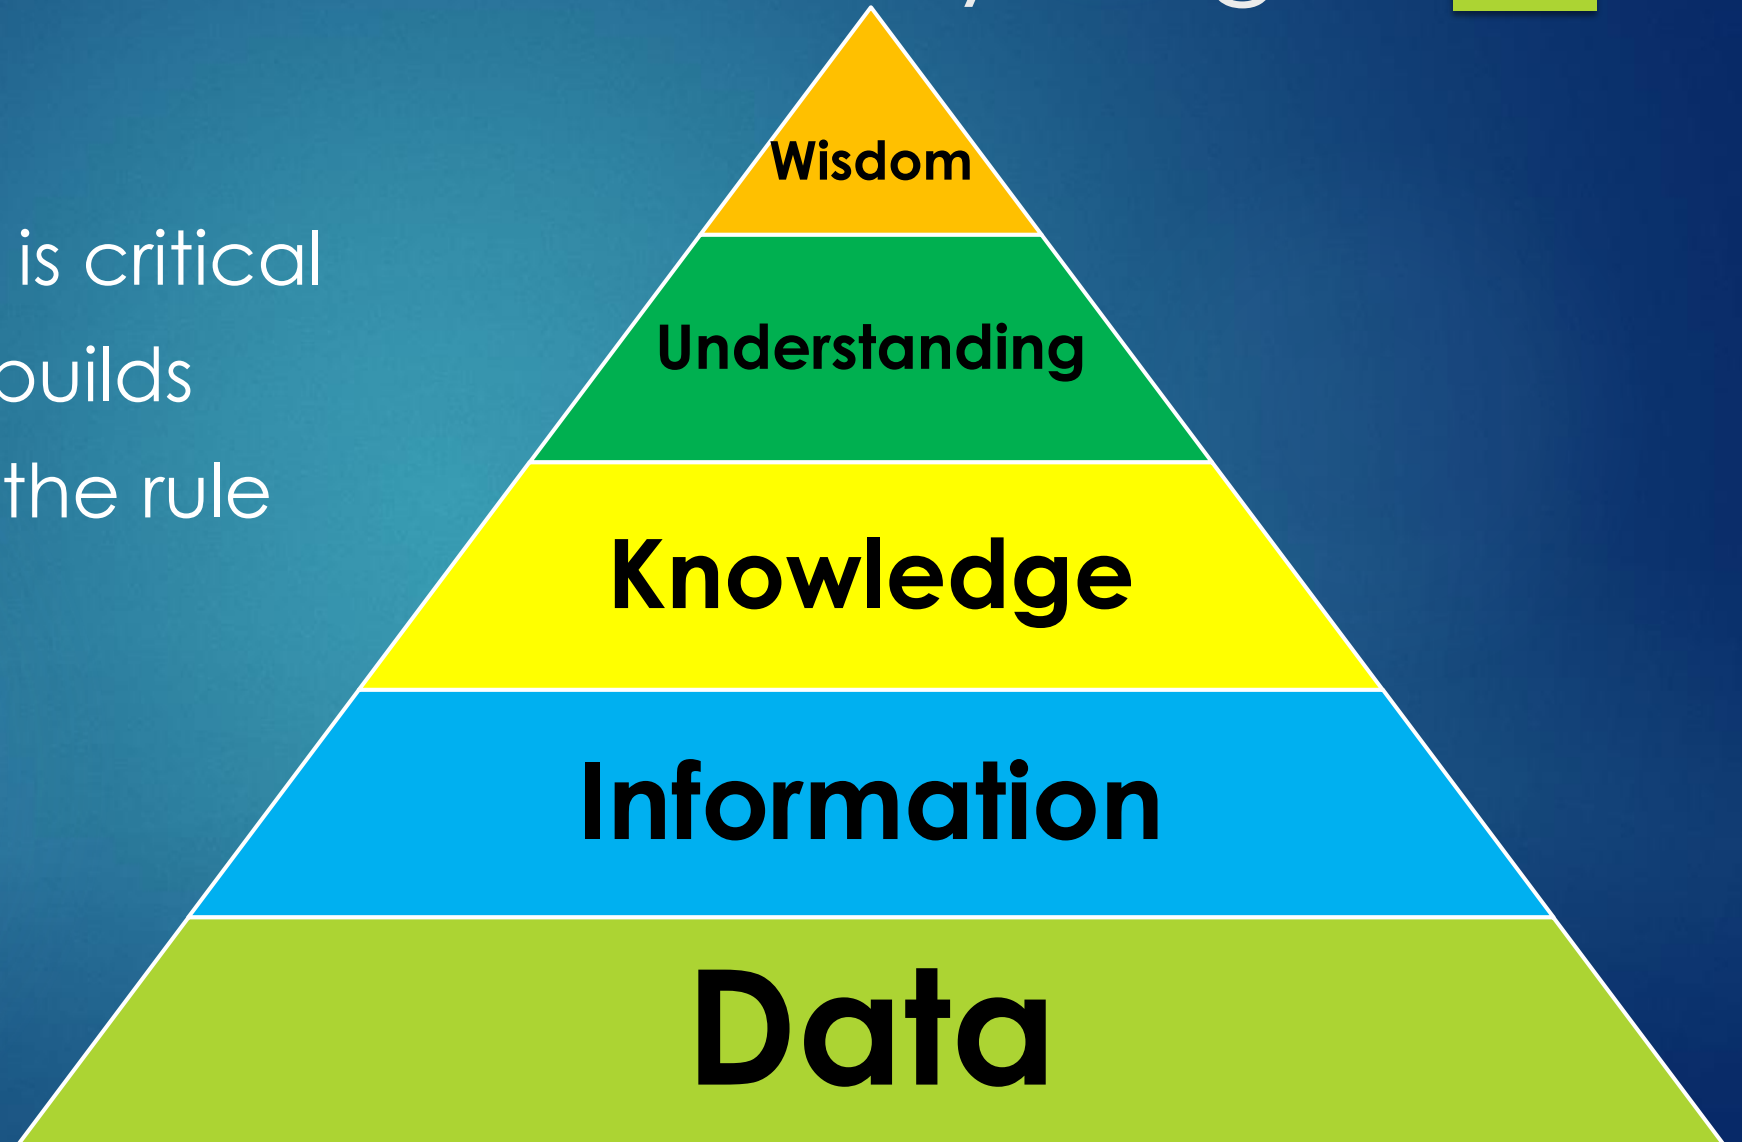 Wisdom
is critical
Understanding
builds
the rule
Knowledge
Information
Data